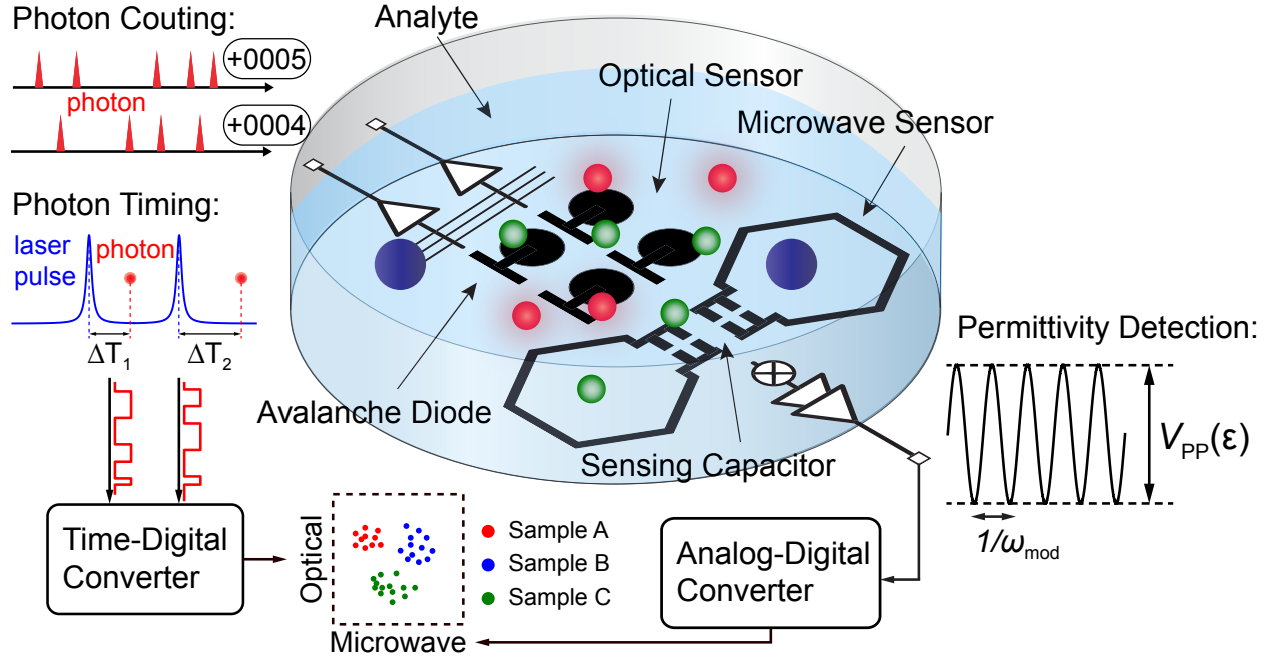 Photon Couting:
+0005
photon
+0004
Photon Timing:
laser
pulse
photon
ΔT1
ΔT2
Time-Digital
Converter
Analyte
Optical Sensor
Microwave Sensor
Avalanche Diode
Sensing Capacitor
Permittivity Detection:
VPP(ε)
1/ωmod
Optical
Microwave
Sample A
Sample B
Sample C
Analog-Digital
Converter